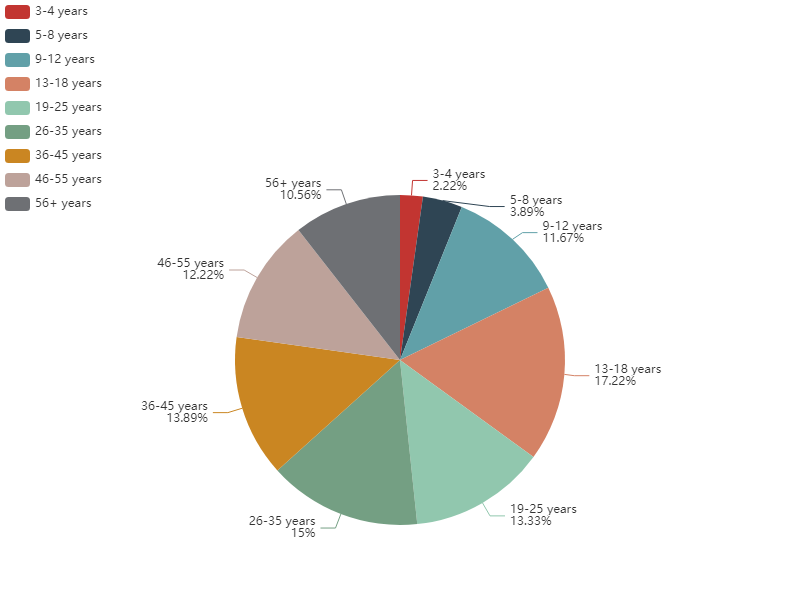 3-4 years
5-8 years
9-12 years
13-18 years
19-25 years
26-35 years
36-45 years
46-55 years
56+ years
3-4 years
2.22%
5-8 years
3.89%
9-12 years
11.67%
13-18 years
17.22%
19-25 years
13.33%
26-35 years
15%
36-45 years
13.89%
46-55 years
12.22%
56+ years
10.56%